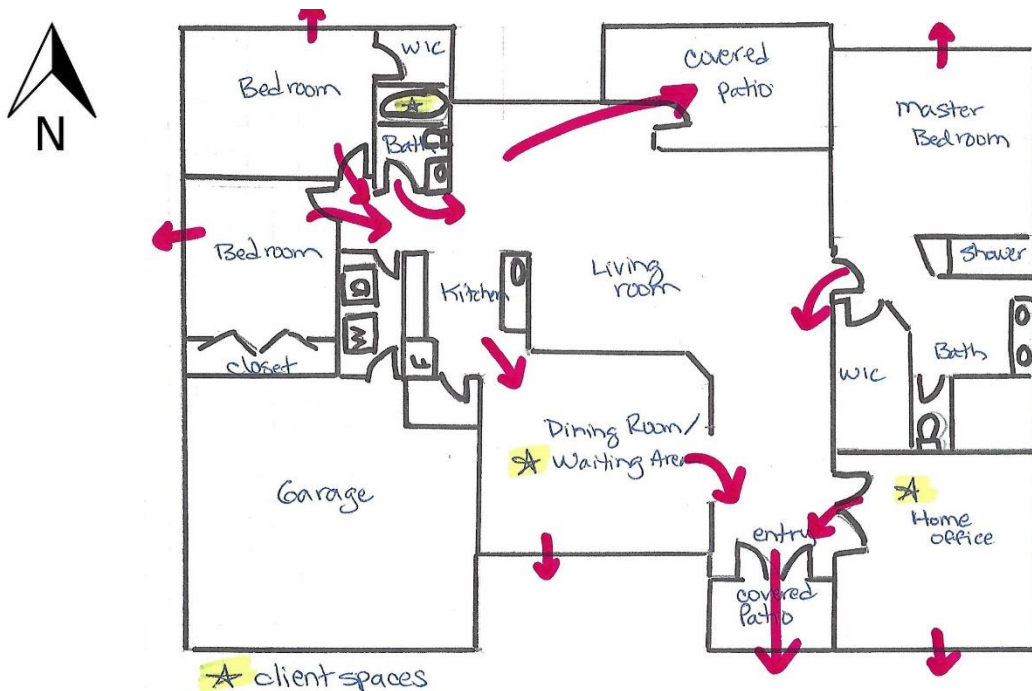 N
Bedroom
WIC
Bath
covered
patio
Master
Bedroom
Bedroom
D
W
closet
Kitchen
F
Living
room
Shower
Bath
WIC
Dining Room/
Waiting Area
Garage
Home
office
entry
covered
Patio
client spaces